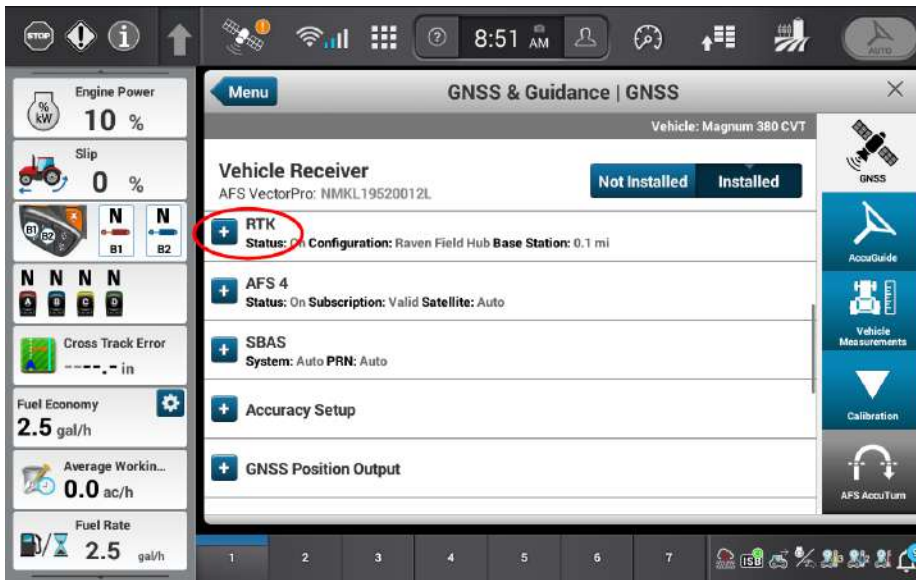 STOP
8:51 AM
AUTO
Engine Power
% kW
10 %
Slip
0 %
B1 B2
N N
B1 B2
N N N N
A B C D
Cross Track Error
----.- in
Fuel Economy
2.5 gal/h
Average Workin...
0.0 ac/h
Fuel Rate
2.5 gal/h
Menu
GNSS & Guidance | GNSS
Vehicle: Magnum 380 CVT
Vehicle Receiver
AFS VectorPro: NMKL19520012L
Not Installed Installed
RTK
Status: On Configuration: Raven Field Hub Base Station: 0.1 mi
AFS 4
Status: On Subscription: Valid Satellite: Auto
SBAS
System: Auto PRN: Auto
Accuracy Setup
GNSS Position Output
GNSS
AccuGuide
Vehicle
Measurements
Calibration
AFS AccuTurn
1 2 3 4 5 6 7
ISB